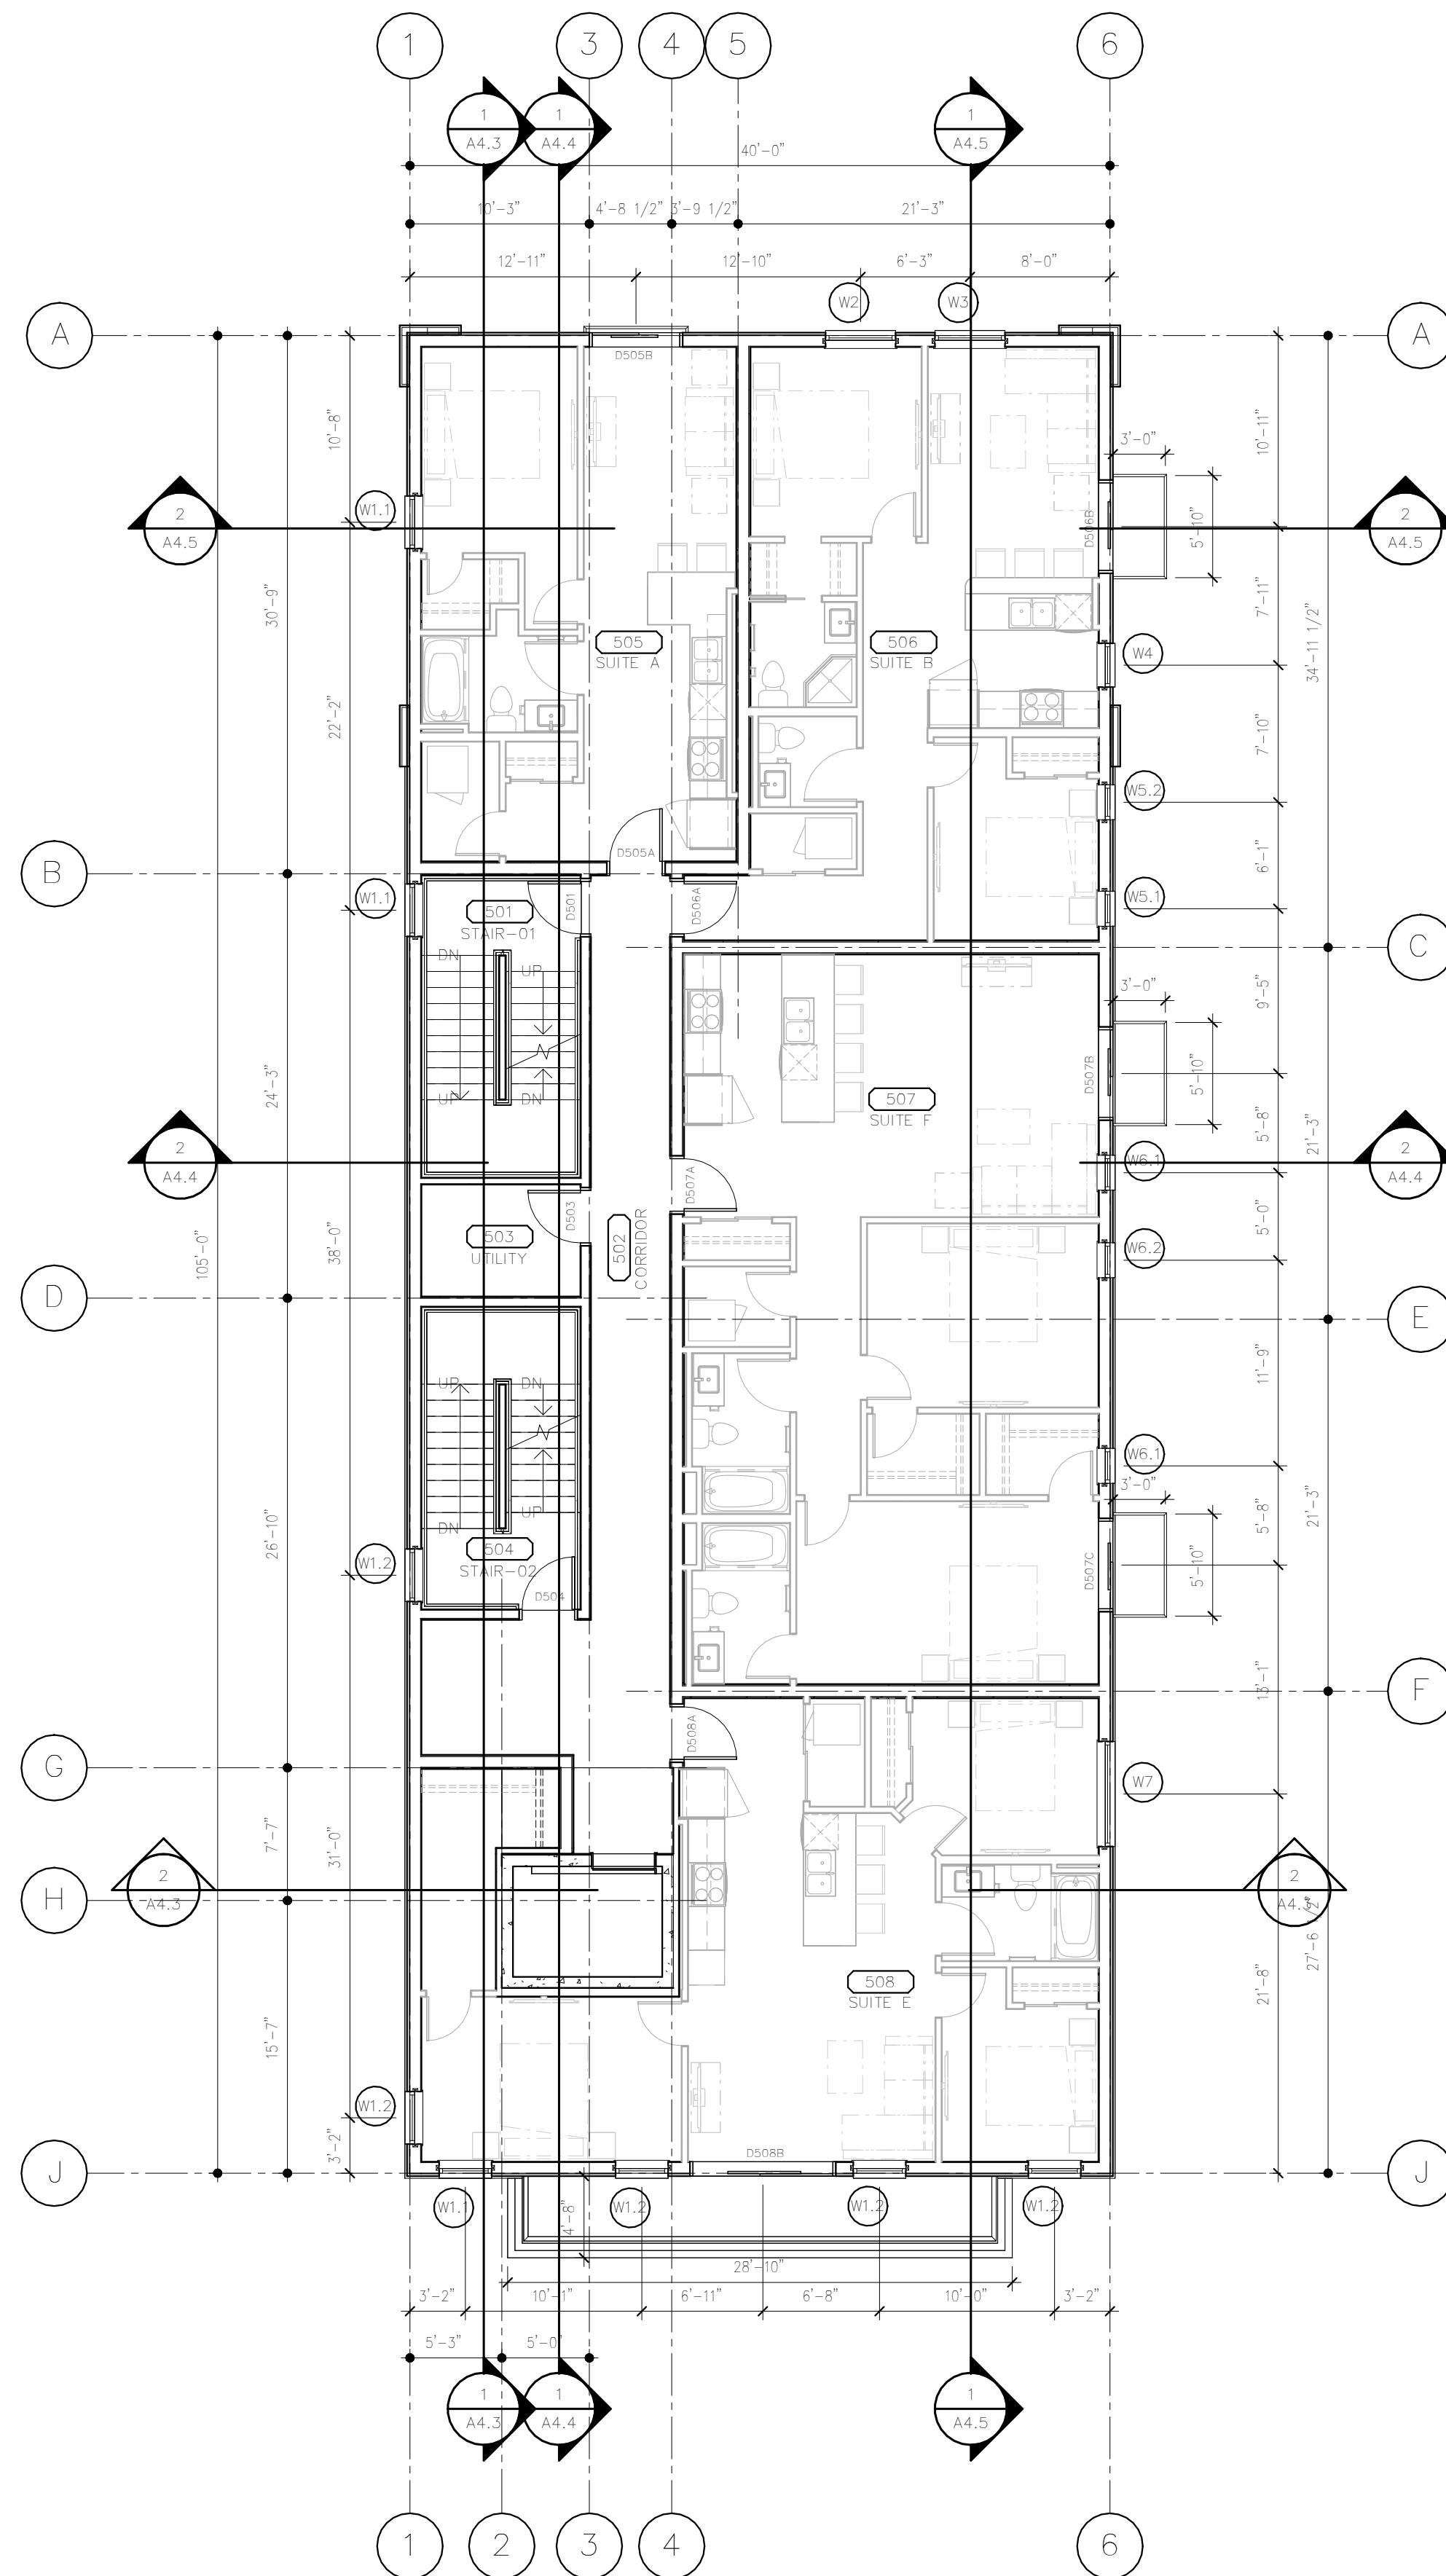 1 3 4 5 6
1 1 1
A4.3 A4.4 A4.5
40'-0"
10'-3" 4'-8 1/2" 3'-9 1/2" 21'-3"
12'-11" 12'-10" 6'-3" 8'-0"
W2 W3
A A
D505B
10'-8" 10'-11"
3'-0"
W1.1
2 D506B 5'-10" 2
A4.5 A4.5
30'-9" 7'-11"
505 506 W4 34'-11 1/2"
SUITE A SUITE B
22'-2" 7'-10"
W5.2
D505A 6'-1"
B
W1.1 501 D501 D506A W5.1
STAIR-01 C
DN UP
9'-5"
3'-0"
24'-3" D507B 5'-10"
UP DN 507
SUITE F 5'-8" 21'-3"
2 W6.1 2
A4.4 D507A A4.4
105'-0" 38'-0" 503 D503 502 5'-0"
UTILITY CORRIDOR W6.2
D E
11'-9"
UP DN
W6.1
3'-0"
DN UP 5'-8" 21'-3"
26'-10" 504 D507C 5'-10"
W1.2 STAIR-02
D504
13'-1" F
D508A
G W7
7'-7" 31'-0"
2 2
A4.3 A4.3
H
27'-6 1/2"
508 21'-8"
SUITE E
15'-7"
W1.2
3'-2"
D508B
J J
W1.1 W1.2 W1.2 W1.2
4'-8"
28'-10"
3'-2" 10'-1" 6'-11" 6'-8" 10'-0" 3'-2"
5'-3" 5'-0"
1 1 1
A4.3 A4.4 A4.5
1 2 3 4 6